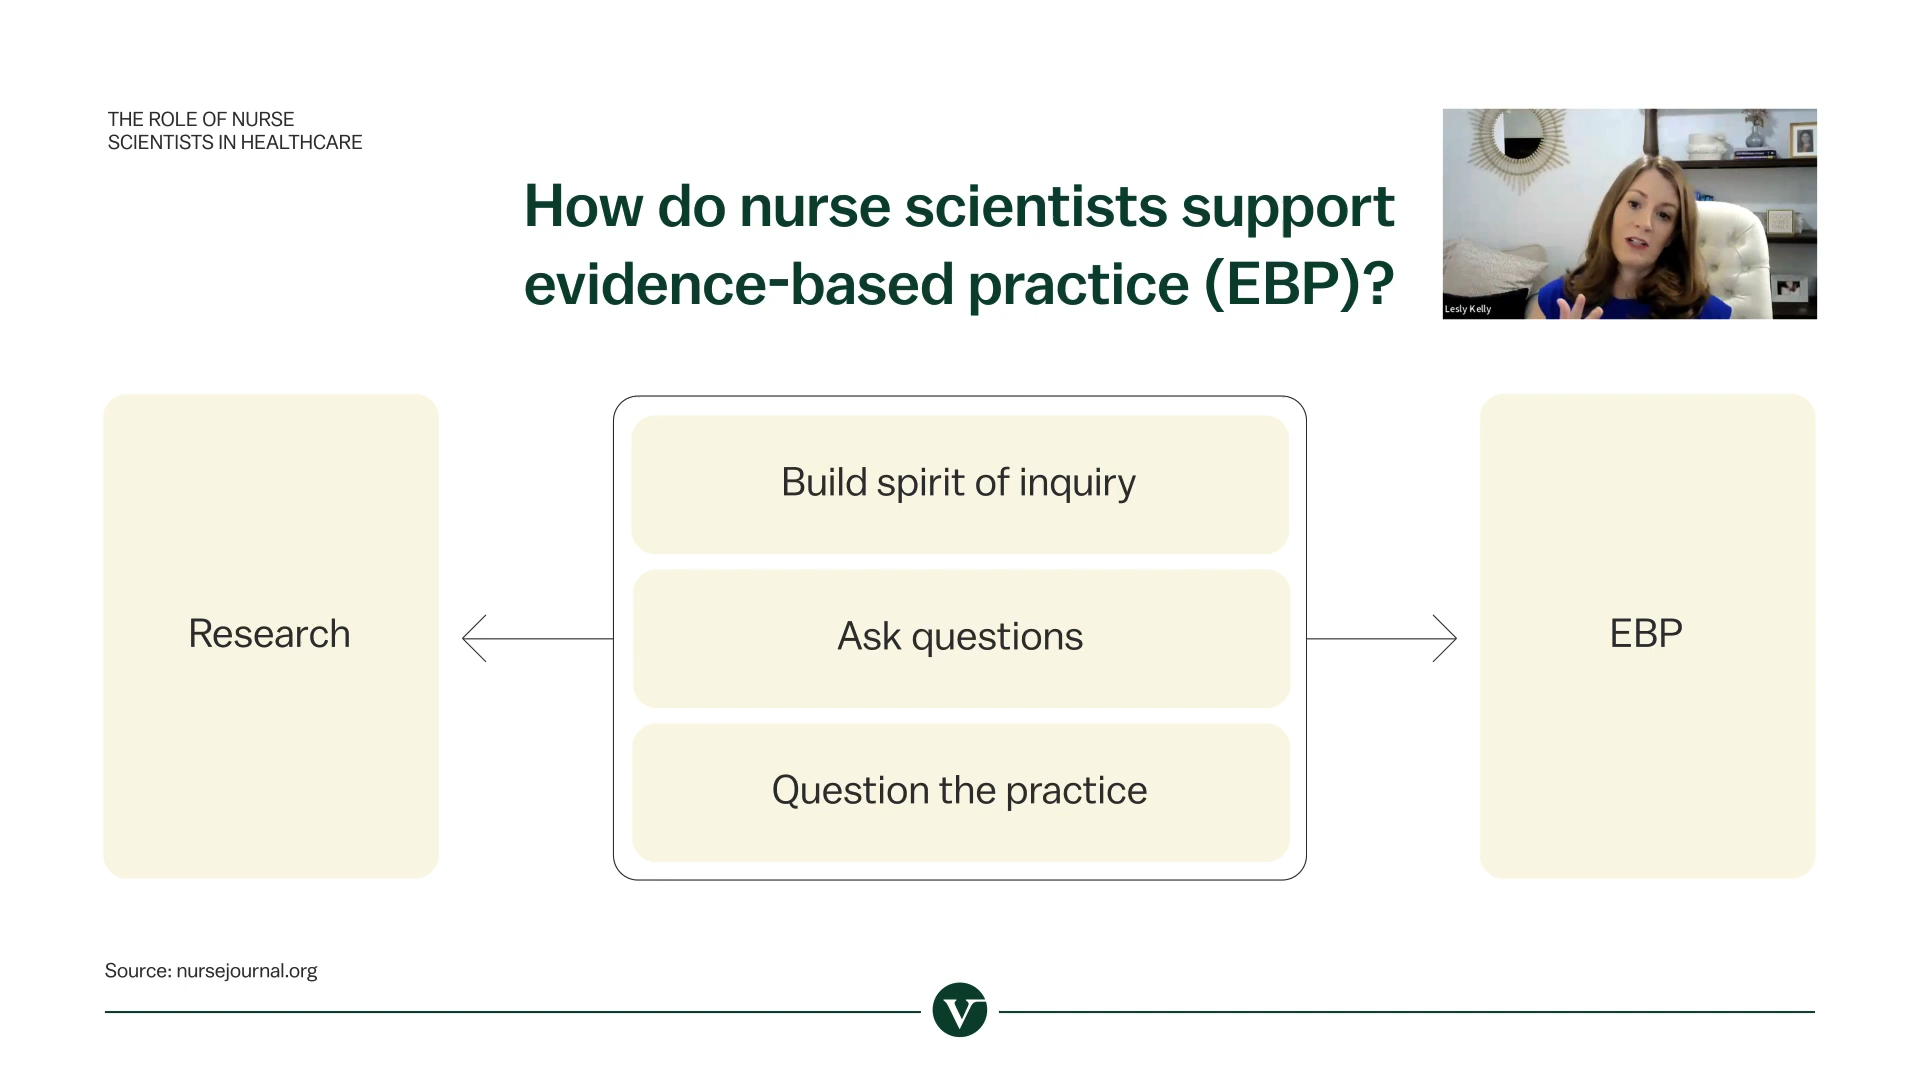 THE ROLE OF NURSE
SCIENTISTS IN HEALTHCARE
How do nurse scientists support
evidence-based practice (EBP)?
Lesly Kelly
Research
Build spirit of inquiry
Ask questions
Question the practice
EBP
Source: nursejournal.org
V